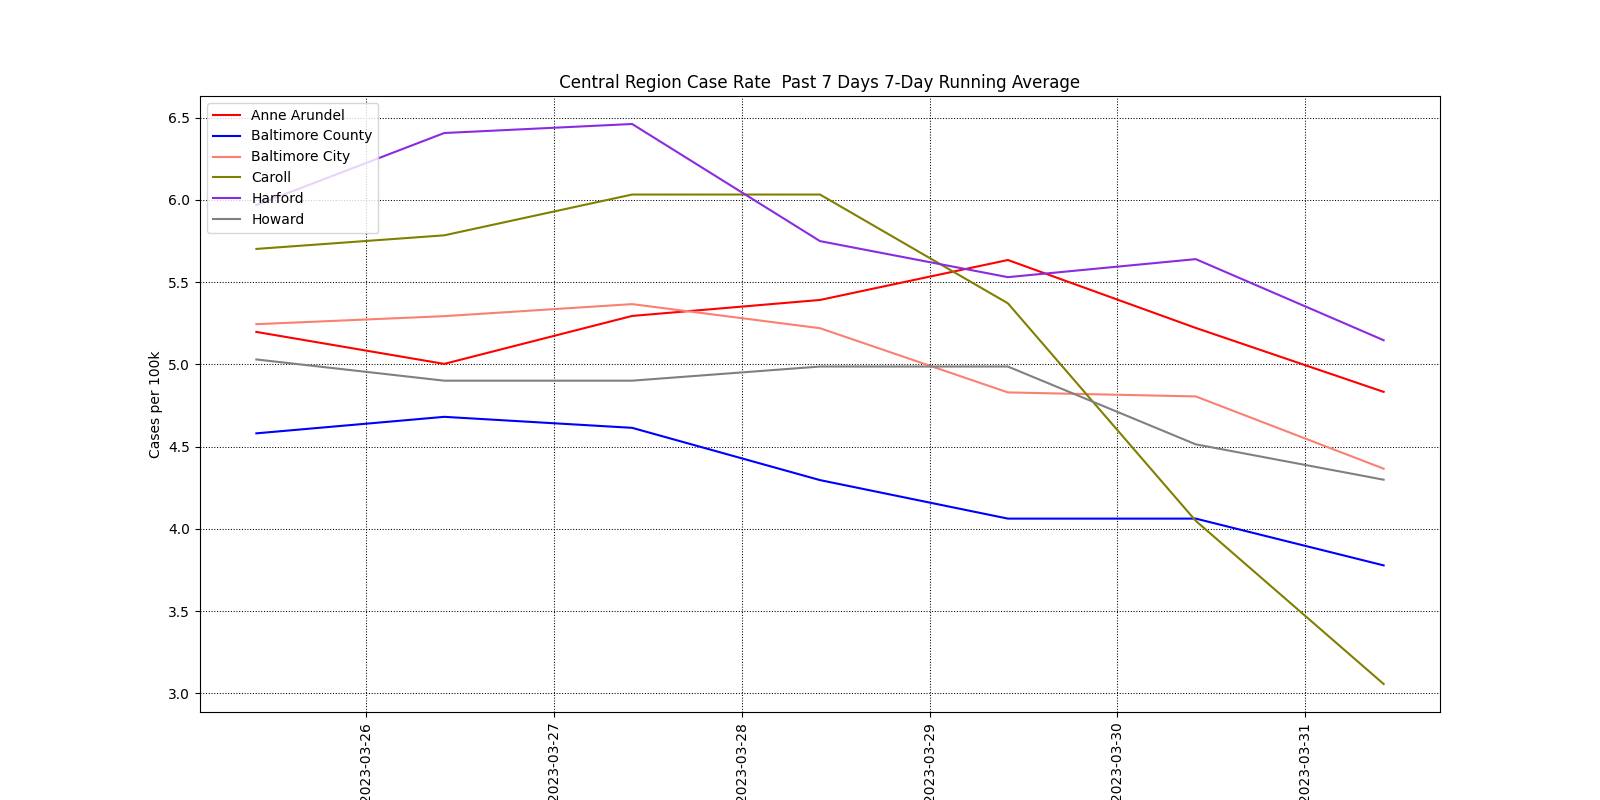 Central Region Case Rate  Past 7 Days 7-Day Running Average
Anne Arundel
Baltimore County
Baltimore City
Caroll
Harford
Howard
Cases per 100k
6.5
6.0
5.5
5.0
4.5
4.0
3.5
3.0
2023-03-26
2023-03-27
2023-03-28
2023-03-29
2023-03-30
2023-03-31